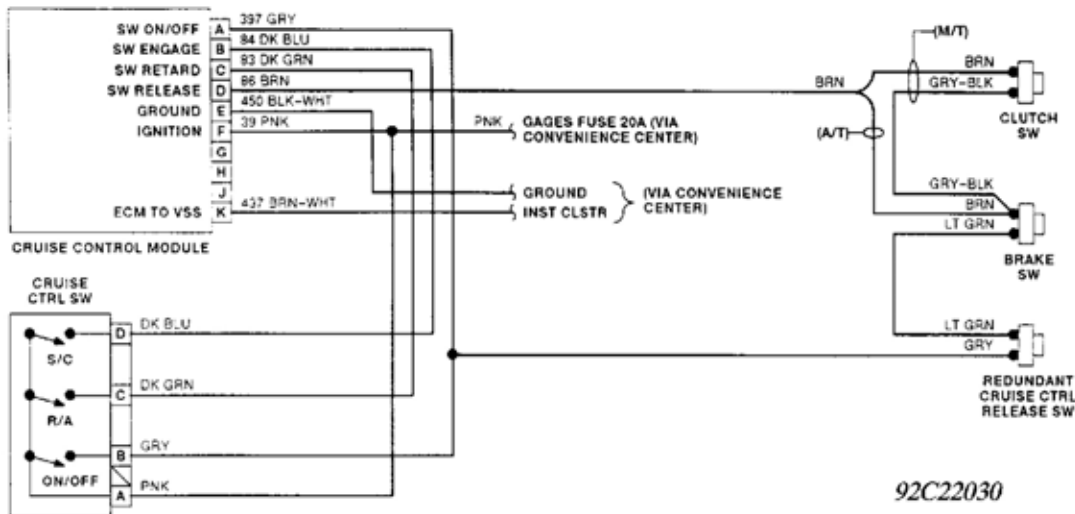 SW ON/OFF A 397 GRY
SW ENGAGE B 84 DK BLU
SW RETARD C 83 DK GRN
SW RELEASE D 86 BRN
GROUND E 450 BLK-WHT
IGNITION F 39 PNK
G
H
J
ECM TO VSS K 437 BRN-WHT
CRUISE CONTROL MODULE
PNK
GAGES FUSE 20A (VIA
CONVENIENCE CENTER)
GROUND
INST CLSTR
(VIA CONVENIENCE
CENTER)
BRN
(M/T)
(A/T)
BRN
GRY-BLK
CLUTCH
SW
GRY-BLK
BRN
LT GRN
BRAKE
SW
LT GRN
GRY
REDUNDANT
CRUISE CTRL
RELEASE SW
CRUISE
CTRL SW
D DK BLU
S/C
C DK GRN
R/A
B GRY
ON/OFF
A PNK
92C22030